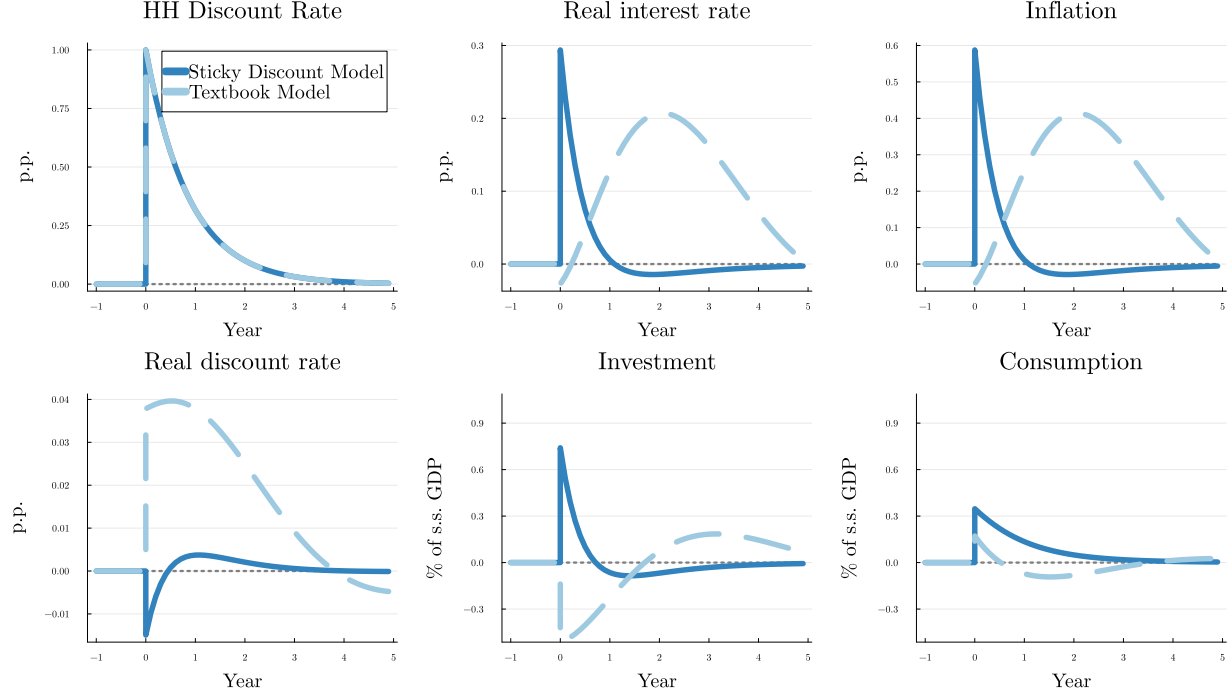 HH Discount Rate
Real interest rate
Inflation
1.00
0.75
0.50
0.25
0.00
p.p.
Sticky Discount Model
Textbook Model
−1 0 1 2 3 4 5
Year
0.3
0.2
0.1
0.0
p.p.
−1 0 1 2 3 4 5
Year
0.6
0.5
0.4
0.3
0.2
0.1
0.0
p.p.
−1 0 1 2 3 4 5
Year
Real discount rate
Investment
Consumption
0.04
0.03
0.02
0.01
0.00
−0.01
p.p.
−1 0 1 2 3 4 5
Year
0.9
0.6
0.3
0.0
−0.3
% of s.s. GDP
−1 0 1 2 3 4 5
Year
0.9
0.6
0.3
0.0
−0.3
% of s.s. GDP
−1 0 1 2 3 4 5
Year